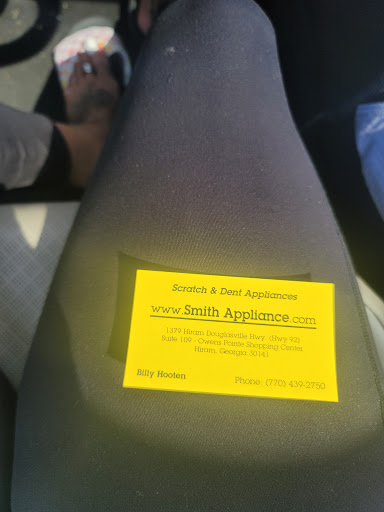 Scratch & Dent Appliances
www.Smith Appliance.com
1379 Hiram Douglasville Hwy. (Hwy 92)
Suite 109 - Owens Pointe Shopping Center
Hiram, Georgia 30141
Billy Hooten Phone: (770) 439-2750